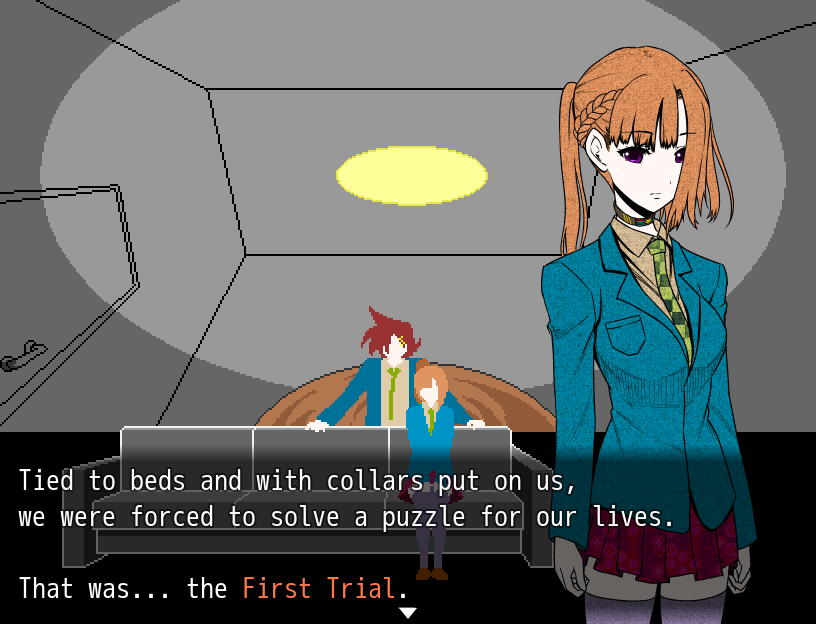 Tied to beds and with collars put on us,
we were forced to solve a puzzle for our lives.
That was... the First Trial.